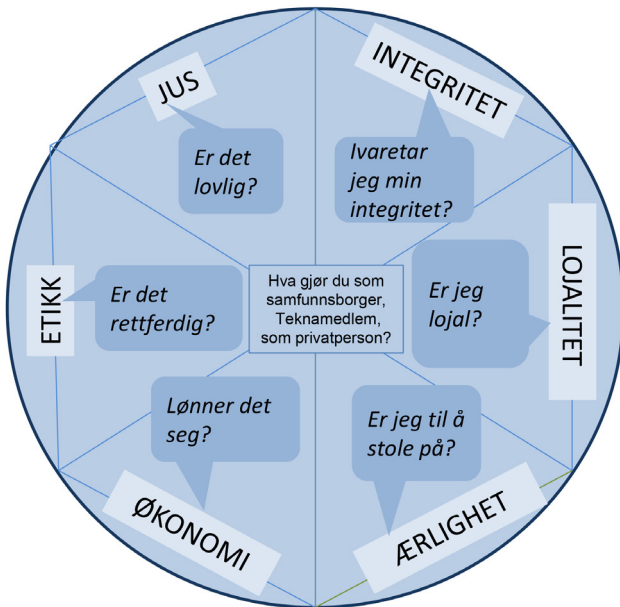 JUS
Er det
lovlig?
INTEGRITET
Ivaretar
jeg min
integritet?
LOJALITET
Er jeg
lojal?
ETIKK
Er det
rettferdig?
Hva gjør du som
samfunnsborger,
Teknamedlem,
som privatperson?
Lønner det
seg?
ØKONOMI
Er jeg til å
stole på?
ÆRLIGHET